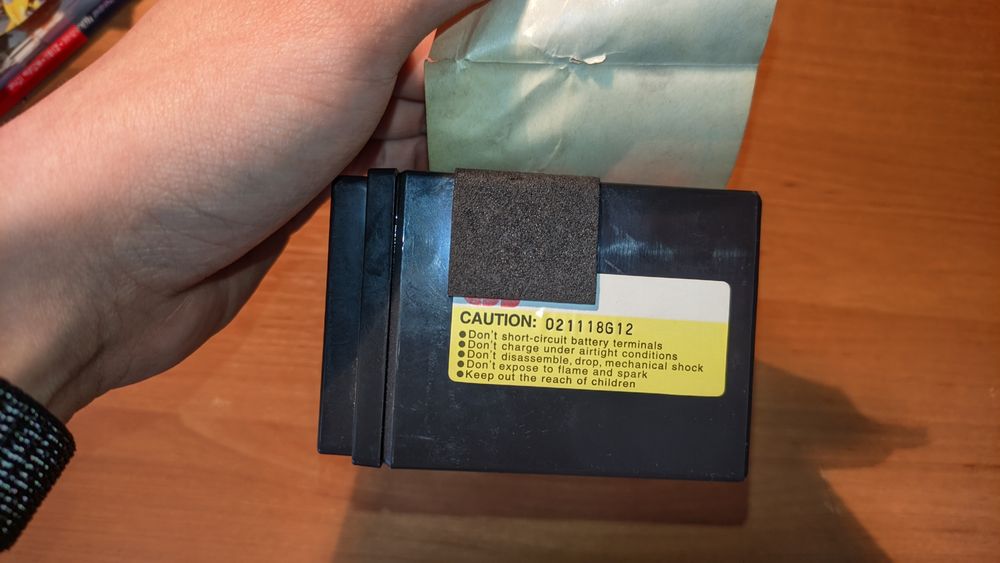 CAUTION: 021118G12
●Don't short-circuit battery terminals
●Don't charge under airtight conditions
●Don't disassemble, drop, mechanical shock
●Don't expose to flame and spark
●Keep out the reach of children